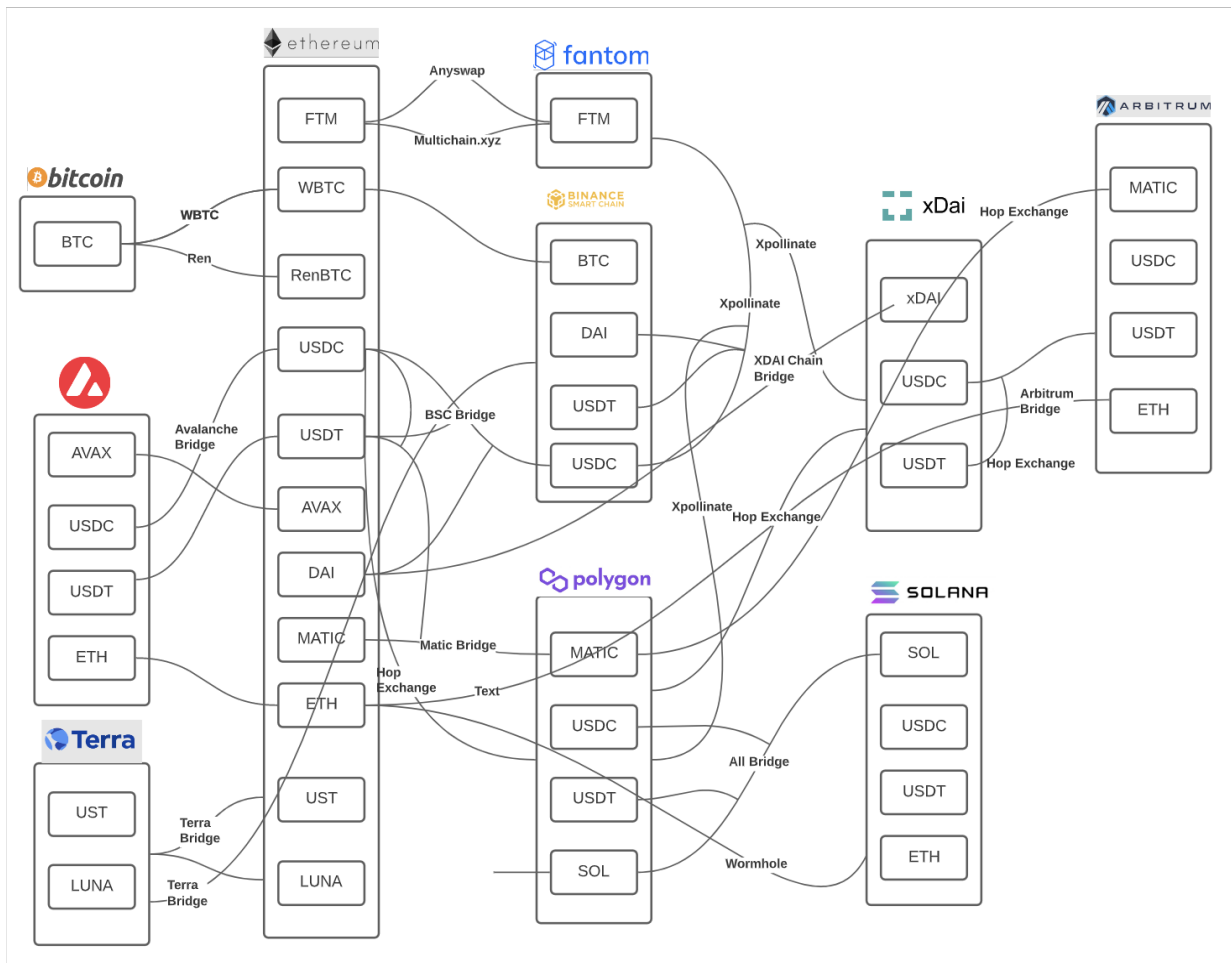 ethereum
FTM
WBTC
RenBTC
USDC
USDT
AVAX
DAI
MATIC
ETH
UST
LUNA
bitcoin
BTC
WBTC
Ren
AVAX
USDC
USDT
ETH
Avalanche
Bridge
Terra
UST
LUNA
Terra
Bridge
Terra
Bridge
Anyswap
Multichain.xyz
fantom
FTM
BINANCE
SMART CHAIN
BTC
DAI
USDT
USDC
BSC Bridge
Matic Bridge
Hop
Exchange
Text
polygon
MATIC
USDC
USDT
SOL
Xpollinate
Xpollinate
XDAI Chain
Bridge
Xpollinate
Hop Exchange
All Bridge
Wormhole
xDai
xDAI
USDC
USDT
Hop Exchange
Arbitrum
Bridge
Hop Exchange
SOLANA
SOL
USDC
USDT
ETH
ARBITRUM
MATIC
USDC
USDT
ETH